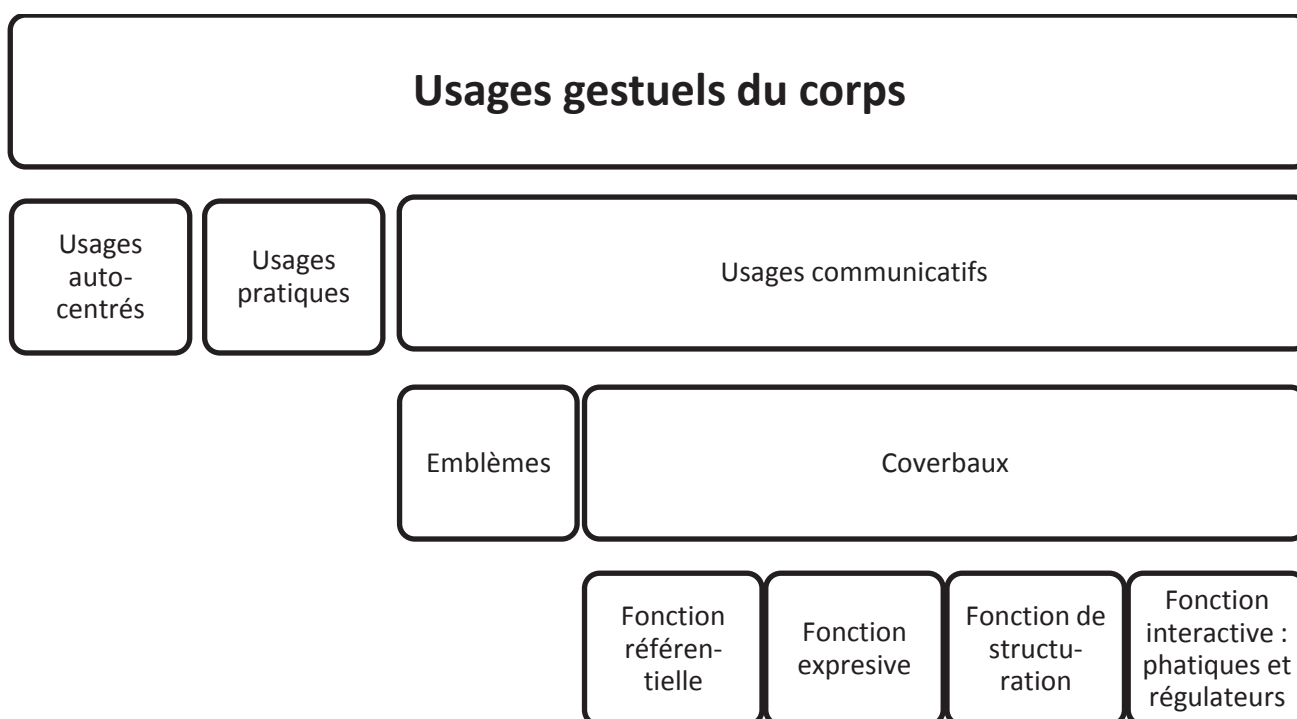 Usages gestuels du corps
Usages
auto-
centrés
Usages
pratiques
Usages communicatifs
Emblèmes
Coverbaux
Fonction
référen-
tielle
Fonction
expresive
Fonction de
structu-
ration
Fonction
interactive :
phatiques et
régulateurs